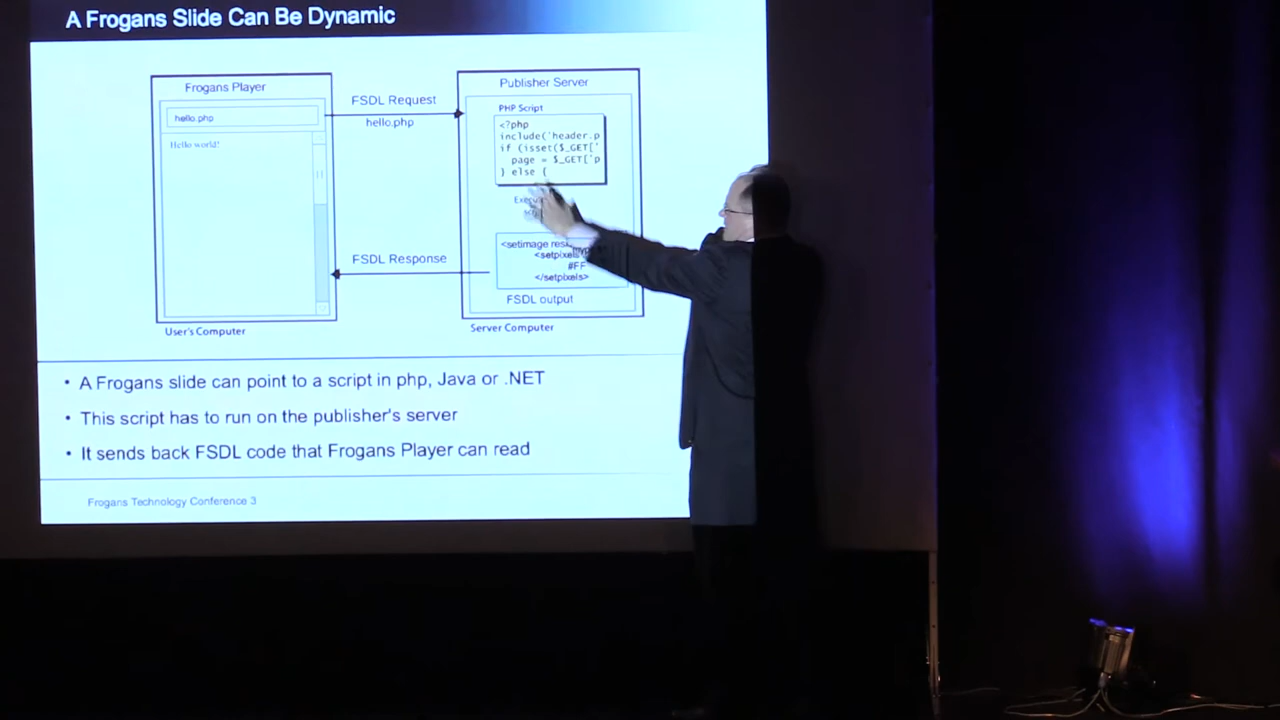 A Frogans Slide Can Be Dynamic
Frogans Player
hello.php
Hello world!
User's Computer
FSDL Request
hello.php
FSDL Response
Publisher Server
PHP Script
<?php
include('header.p
if (isset($_GET['
page = $_GET['p
} else {
<setimage
<setpixels
#FF
</setpixels>
FSDL output
Server Computer
• A Frogans slide can point to a script in php, Java or .NET
• This script has to run on the publisher's server
• It sends back FSDL code that Frogans Player can read
Frogans Technology Conference 3